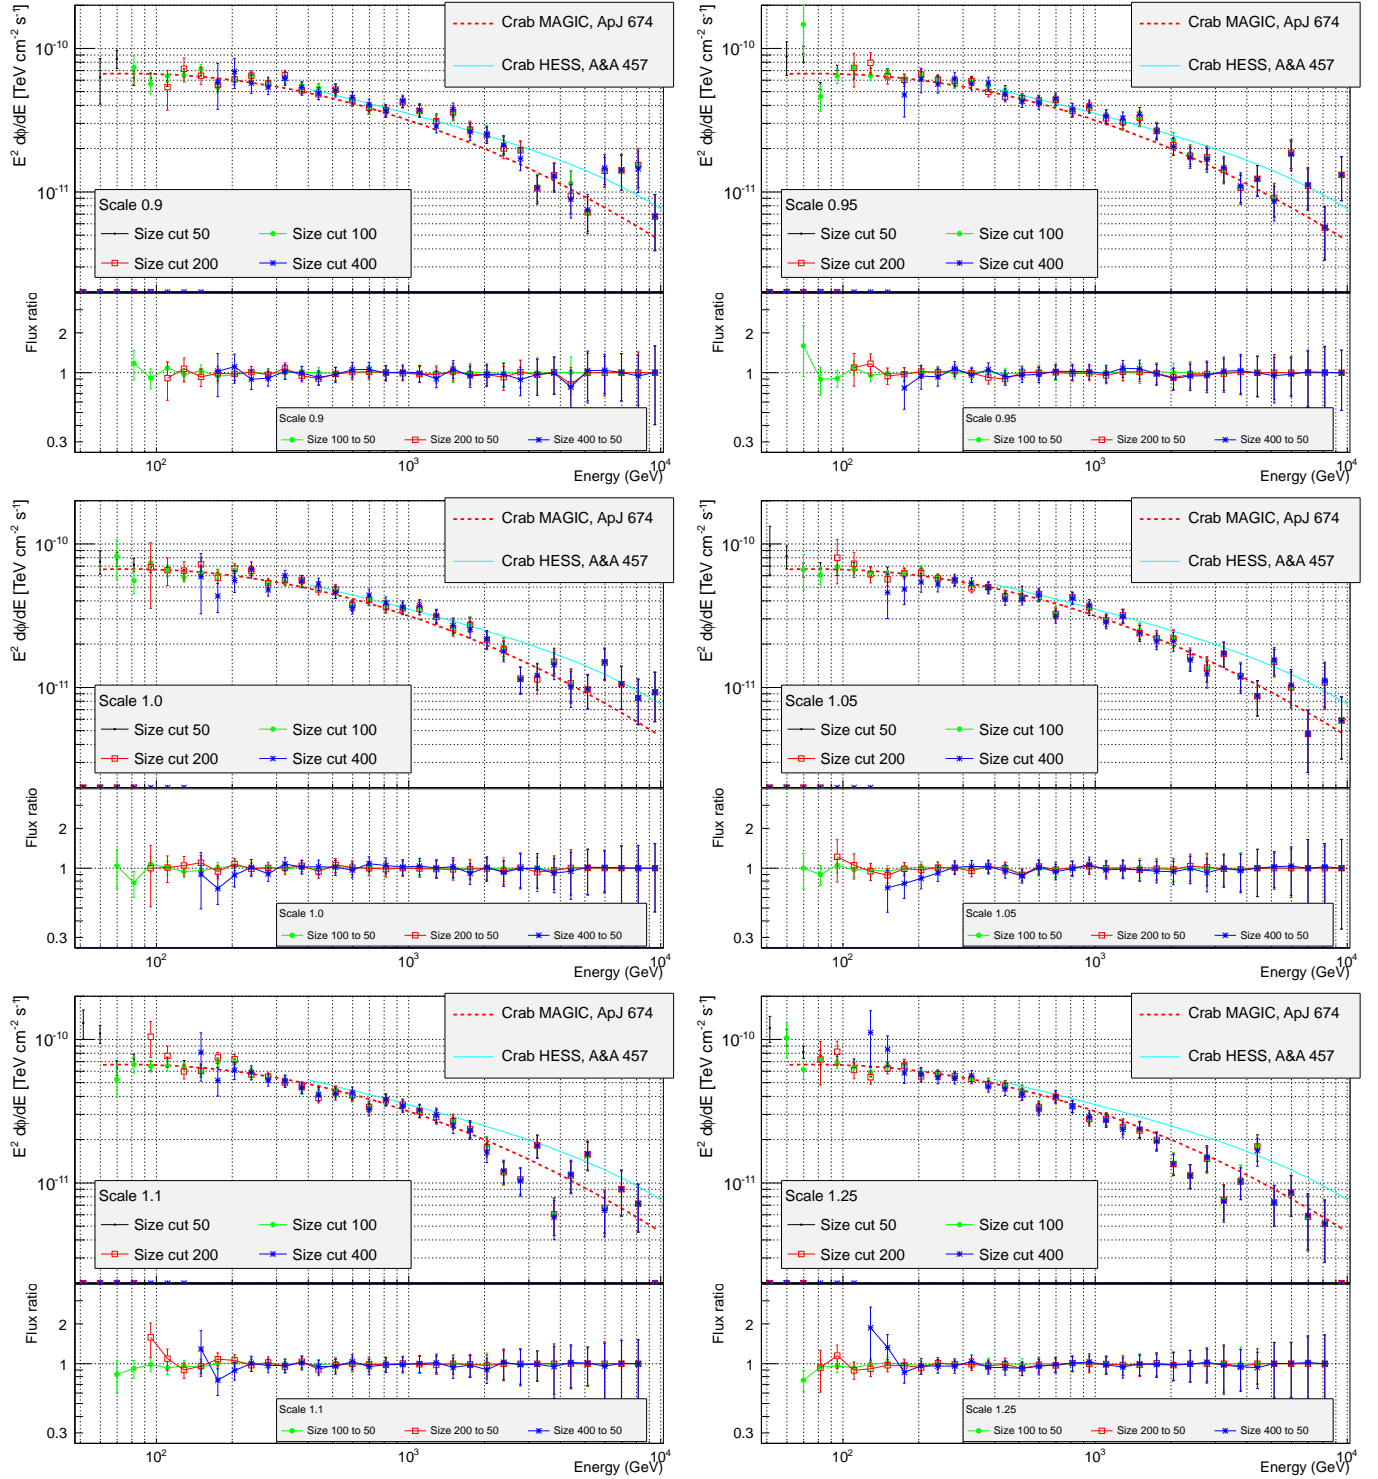 E² dϕ/dE [TeV cm⁻² s⁻¹]
10⁻¹⁰
10⁻¹¹
Crab MAGIC, ApJ 674
Crab HESS, A&A 457
Scale 0.9
Size cut 50
Size cut 100
Size cut 200
Size cut 400
Flux ratio
2
1
0.3
Scale 0.9
Size 100 to 50
Size 200 to 50
Size 400 to 50
10²
10³
10⁴
Energy (GeV)
E² dϕ/dE [TeV cm⁻² s⁻¹]
10⁻¹⁰
10⁻¹¹
Crab MAGIC, ApJ 674
Crab HESS, A&A 457
Scale 0.95
Size cut 50
Size cut 100
Size cut 200
Size cut 400
Flux ratio
2
1
0.3
Scale 0.95
Size 100 to 50
Size 200 to 50
Size 400 to 50
10²
10³
10⁴
Energy (GeV)
E² dϕ/dE [TeV cm⁻² s⁻¹]
10⁻¹⁰
10⁻¹¹
Crab MAGIC, ApJ 674
Crab HESS, A&A 457
Scale 1.0
Size cut 50
Size cut 100
Size cut 200
Size cut 400
Flux ratio
2
1
0.3
Scale 1.0
Size 100 to 50
Size 200 to 50
Size 400 to 50
10²
10³
10⁴
Energy (GeV)
E² dϕ/dE [TeV cm⁻² s⁻¹]
10⁻¹⁰
10⁻¹¹
Crab MAGIC, ApJ 674
Crab HESS, A&A 457
Scale 1.05
Size cut 50
Size cut 100
Size cut 200
Size cut 400
Flux ratio
2
1
0.3
Scale 1.05
Size 100 to 50
Size 200 to 50
Size 400 to 50
10²
10³
10⁴
Energy (GeV)
E² dϕ/dE [TeV cm⁻² s⁻¹]
10⁻¹⁰
10⁻¹¹
Crab MAGIC, ApJ 674
Crab HESS, A&A 457
Scale 1.1
Size cut 50
Size cut 100
Size cut 200
Size cut 400
Flux ratio
2
1
0.3
Scale 1.1
Size 100 to 50
Size 200 to 50
Size 400 to 50
10²
10³
10⁴
Energy (GeV)
E² dϕ/dE [TeV cm⁻² s⁻¹]
10⁻¹⁰
10⁻¹¹
Crab MAGIC, ApJ 674
Crab HESS, A&A 457
Scale 1.25
Size cut 50
Size cut 100
Size cut 200
Size cut 400
Flux ratio
2
1
0.3
Scale 1.25
Size 100 to 50
Size 200 to 50
Size 400 to 50
10²
10³
10⁴
Energy (GeV)